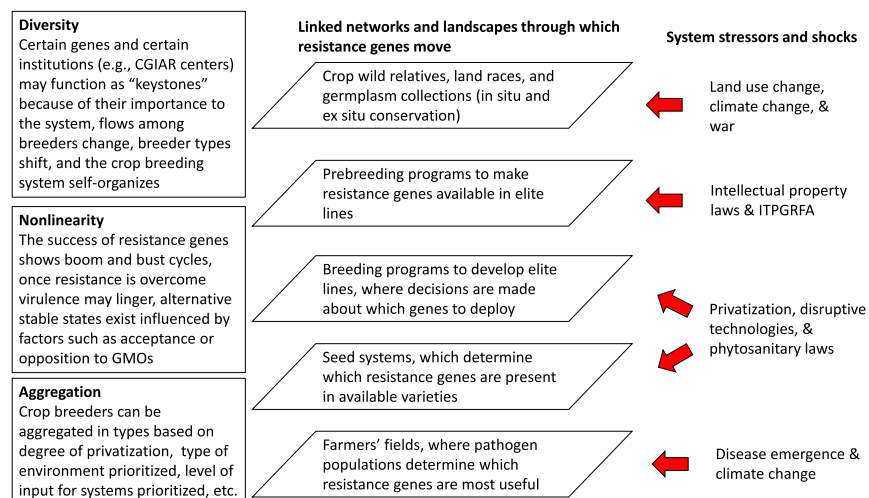 Diversity
Certain genes and certain
institutions (e.g., CGIAR centers)
may function as “keystones”
because of their importance to
the system, flows among
breeders change, breeder types
shift, and the crop breeding
system self-organizes
Nonlinearity
The success of resistance genes
shows boom and bust cycles,
once resistance is overcome
virulence may linger, alternative
stable states exist influenced by
factors such as acceptance or
opposition to GMOs
Aggregation
Crop breeders can be
aggregated in types based on
degree of privatization,  type of
environment prioritized, level of
input for systems prioritized, etc.
Linked networks and landscapes through which
resistance genes move
Crop wild relatives, land races, and
germplasm collections (in situ and
ex situ conservation)
Prebreeding programs to make
resistance genes available in elite
lines
Breeding programs to develop elite
lines, where decisions are made
about which genes to deploy
Seed systems, which determine
which resistance genes are present
in available varieties
Farmers’ fields, where pathogen
populations determine which
resistance genes are most useful
System stressors and shocks
Land use change,
climate change, &
war
Intellectual property
laws & ITPGRFA
Privatization, disruptive
technologies, &
phytosanitary laws
Disease emergence &
climate change